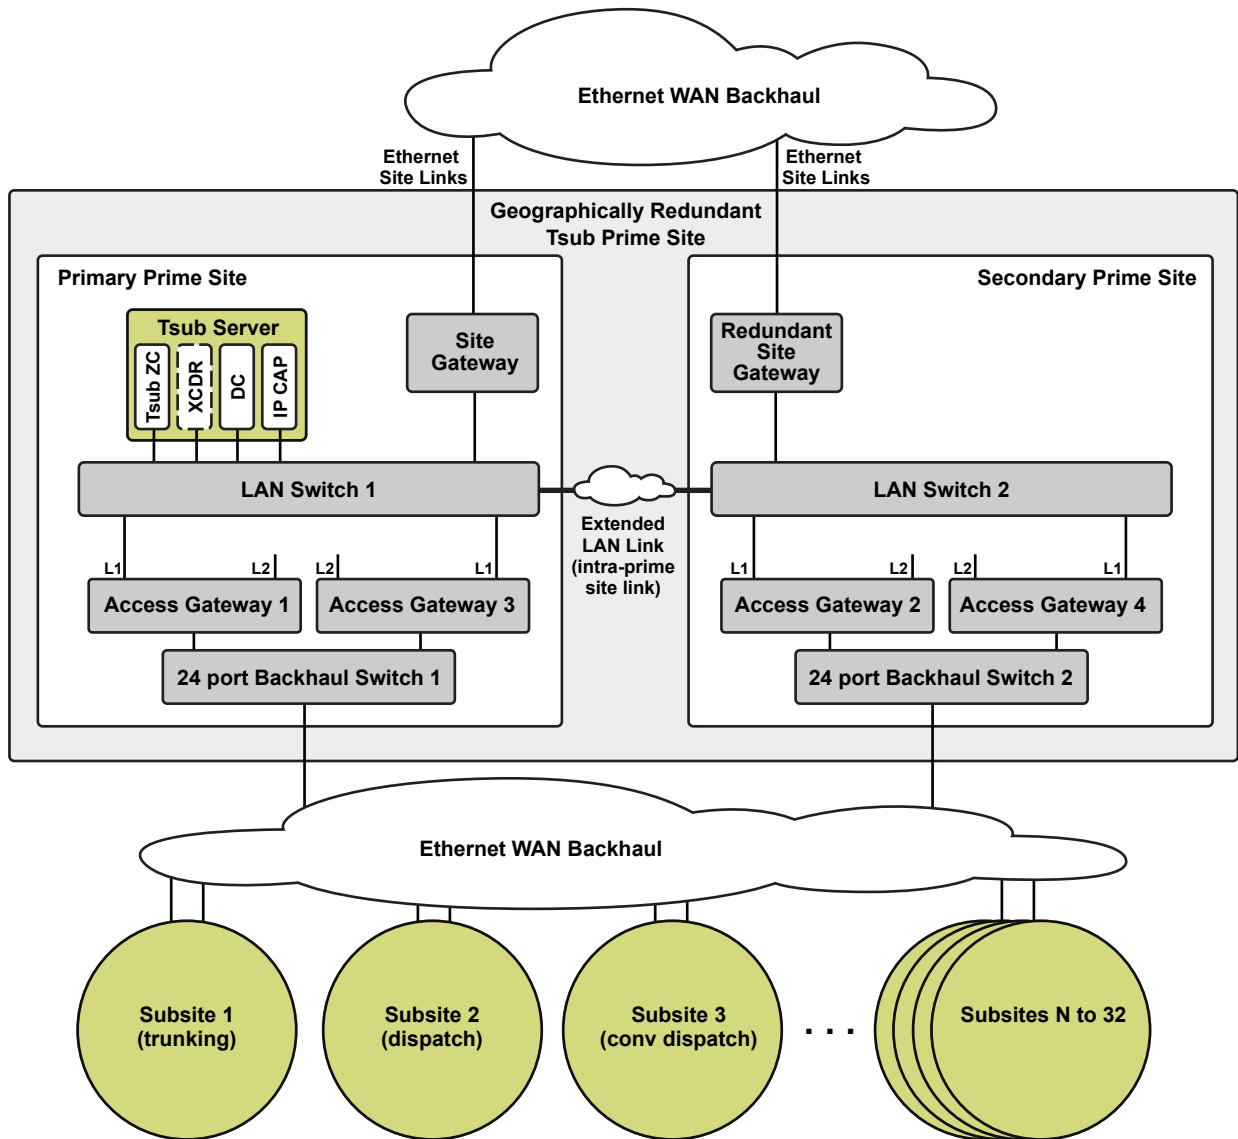 Ethernet WAN Backhaul
Ethernet
Site Links
Ethernet
Site Links
Geographically Redundant
Tsub Prime Site
Primary Prime Site
Secondary Prime Site
Tsub Server
Tsub ZC
XCDR
DC
IP CAP
Site
Gateway
Redundant
Site
Gateway
LAN Switch 1
LAN Switch 2
Extended
LAN Link
(intra-prime
site link)
L1
L2
L2
L1
L1
L2
L2
L1
Access Gateway 1
Access Gateway 3
Access Gateway 2
Access Gateway 4
24 port Backhaul Switch 1
24 port Backhaul Switch 2
Ethernet WAN Backhaul
Subsite 1
(trunking)
Subsite 2
(dispatch)
Subsite 3
(conv dispatch)
. . .
Subsites N to 32